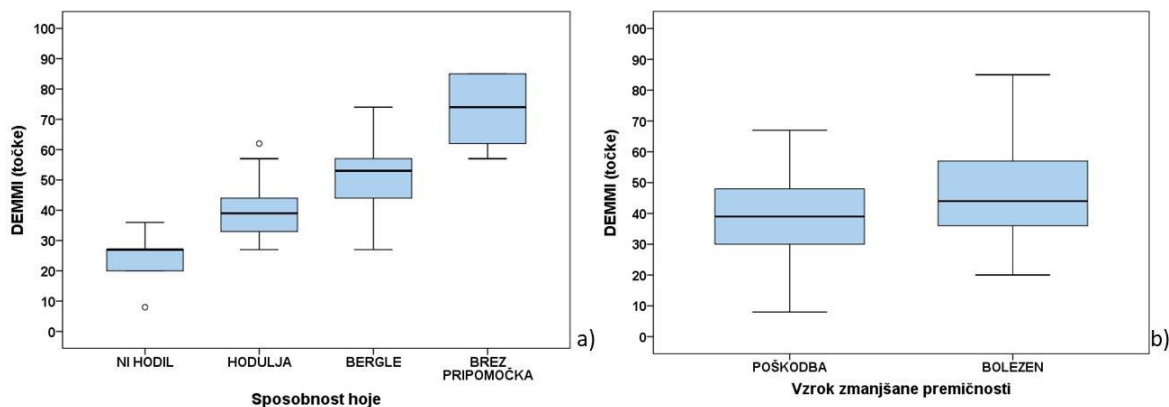 100
90
80
70
60
50
40
30
20
10
0
DEMMI (točke)
NI HODIL
HODULJA
BERGLE
BREZ
PRIPOMOČKA
Sposobnost hoje
a)
100
90
80
70
60
50
40
30
20
10
0
DEMMI (točke)
POŠKODBA
BOLEZEN
Vzrok zmanjšane premičnosti
b)